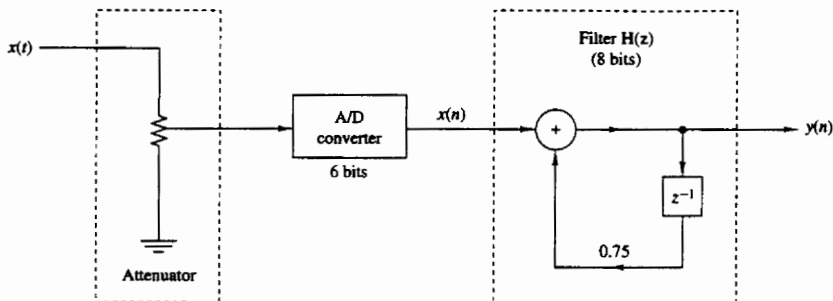 Filter H(z)
(8 bits)
x(t)
A/D
converter
x(n)
+
y(n)
6 bits
z⁻¹
0.75
Attenuator